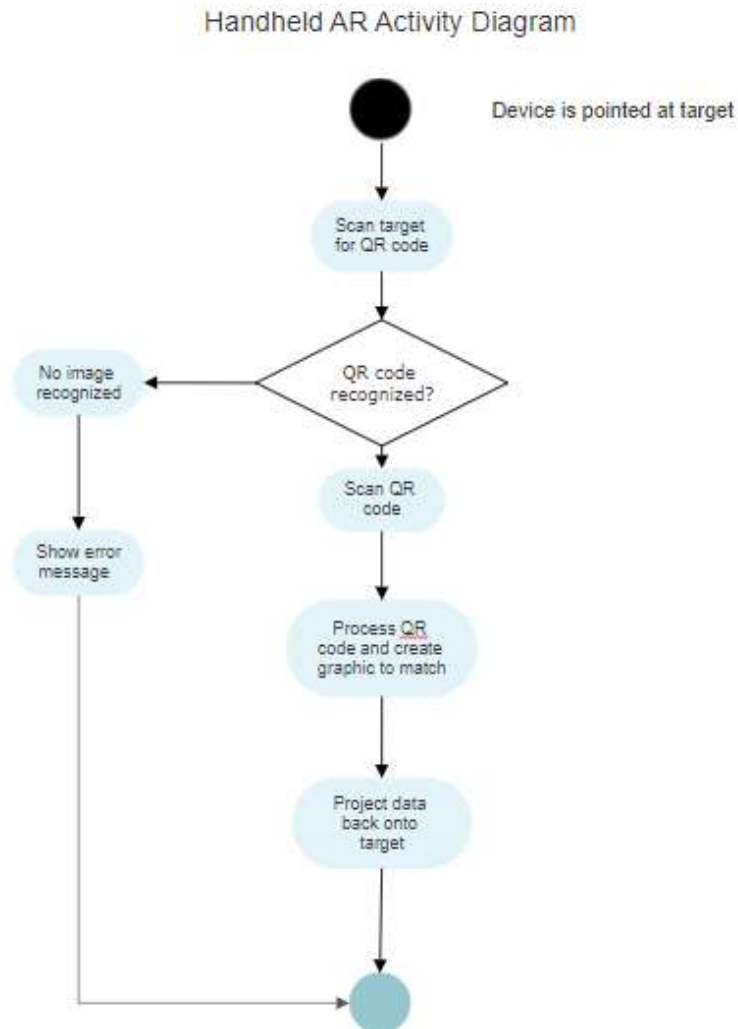 Handheld AR Activity Diagram
Device is pointed at target
Scan target
for QR code
QR code
recognized?
No image
recognized
Scan QR
code
Show error
message
Process QR
code and create
graphic to match
Project data
back onto
target